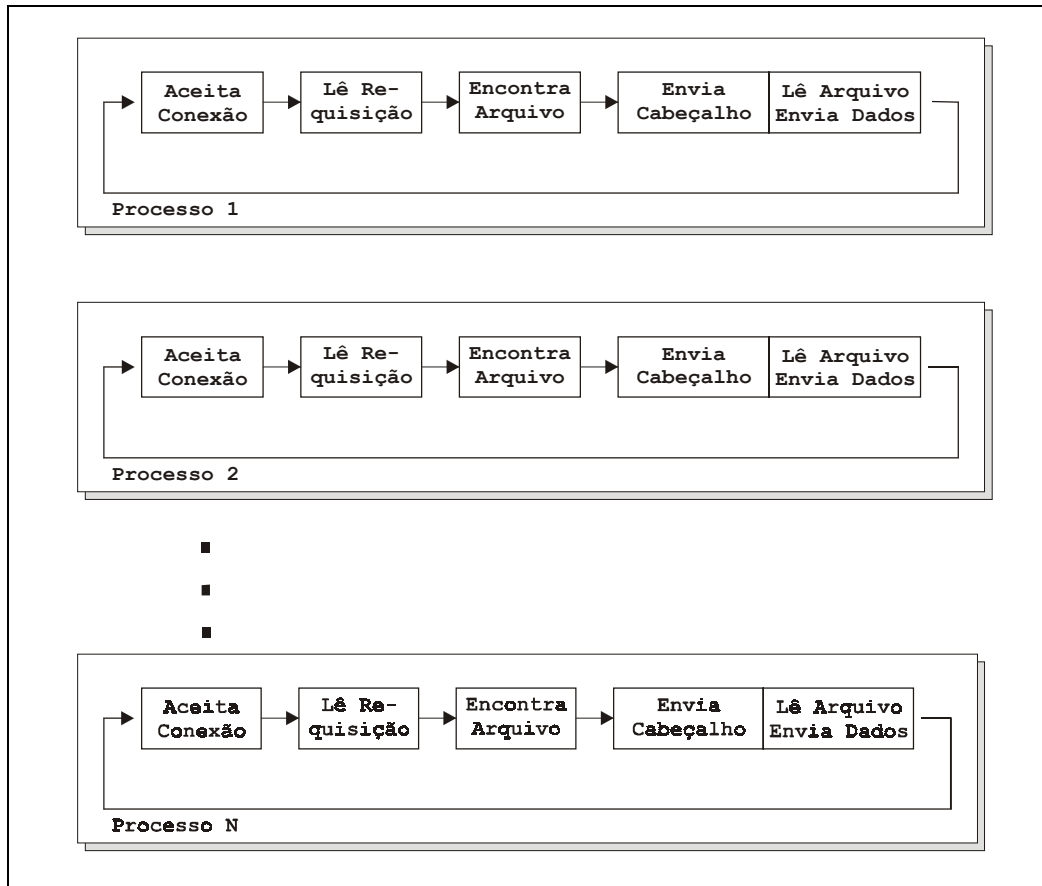 Aceita
Conexão
Lê Re-
quisição
Encontra
Arquivo
Envia
Cabeçalho
Lê Arquivo
Envia Dados
Processo 1
Aceita
Conexão
Lê Re-
quisição
Encontra
Arquivo
Envia
Cabeçalho
Lê Arquivo
Envia Dados
Processo 2
Aceita
Conexão
Lê Re-
quisição
Encontra
Arquivo
Envia
Cabeçalho
Lê Arquivo
Envia Dados
Processo N